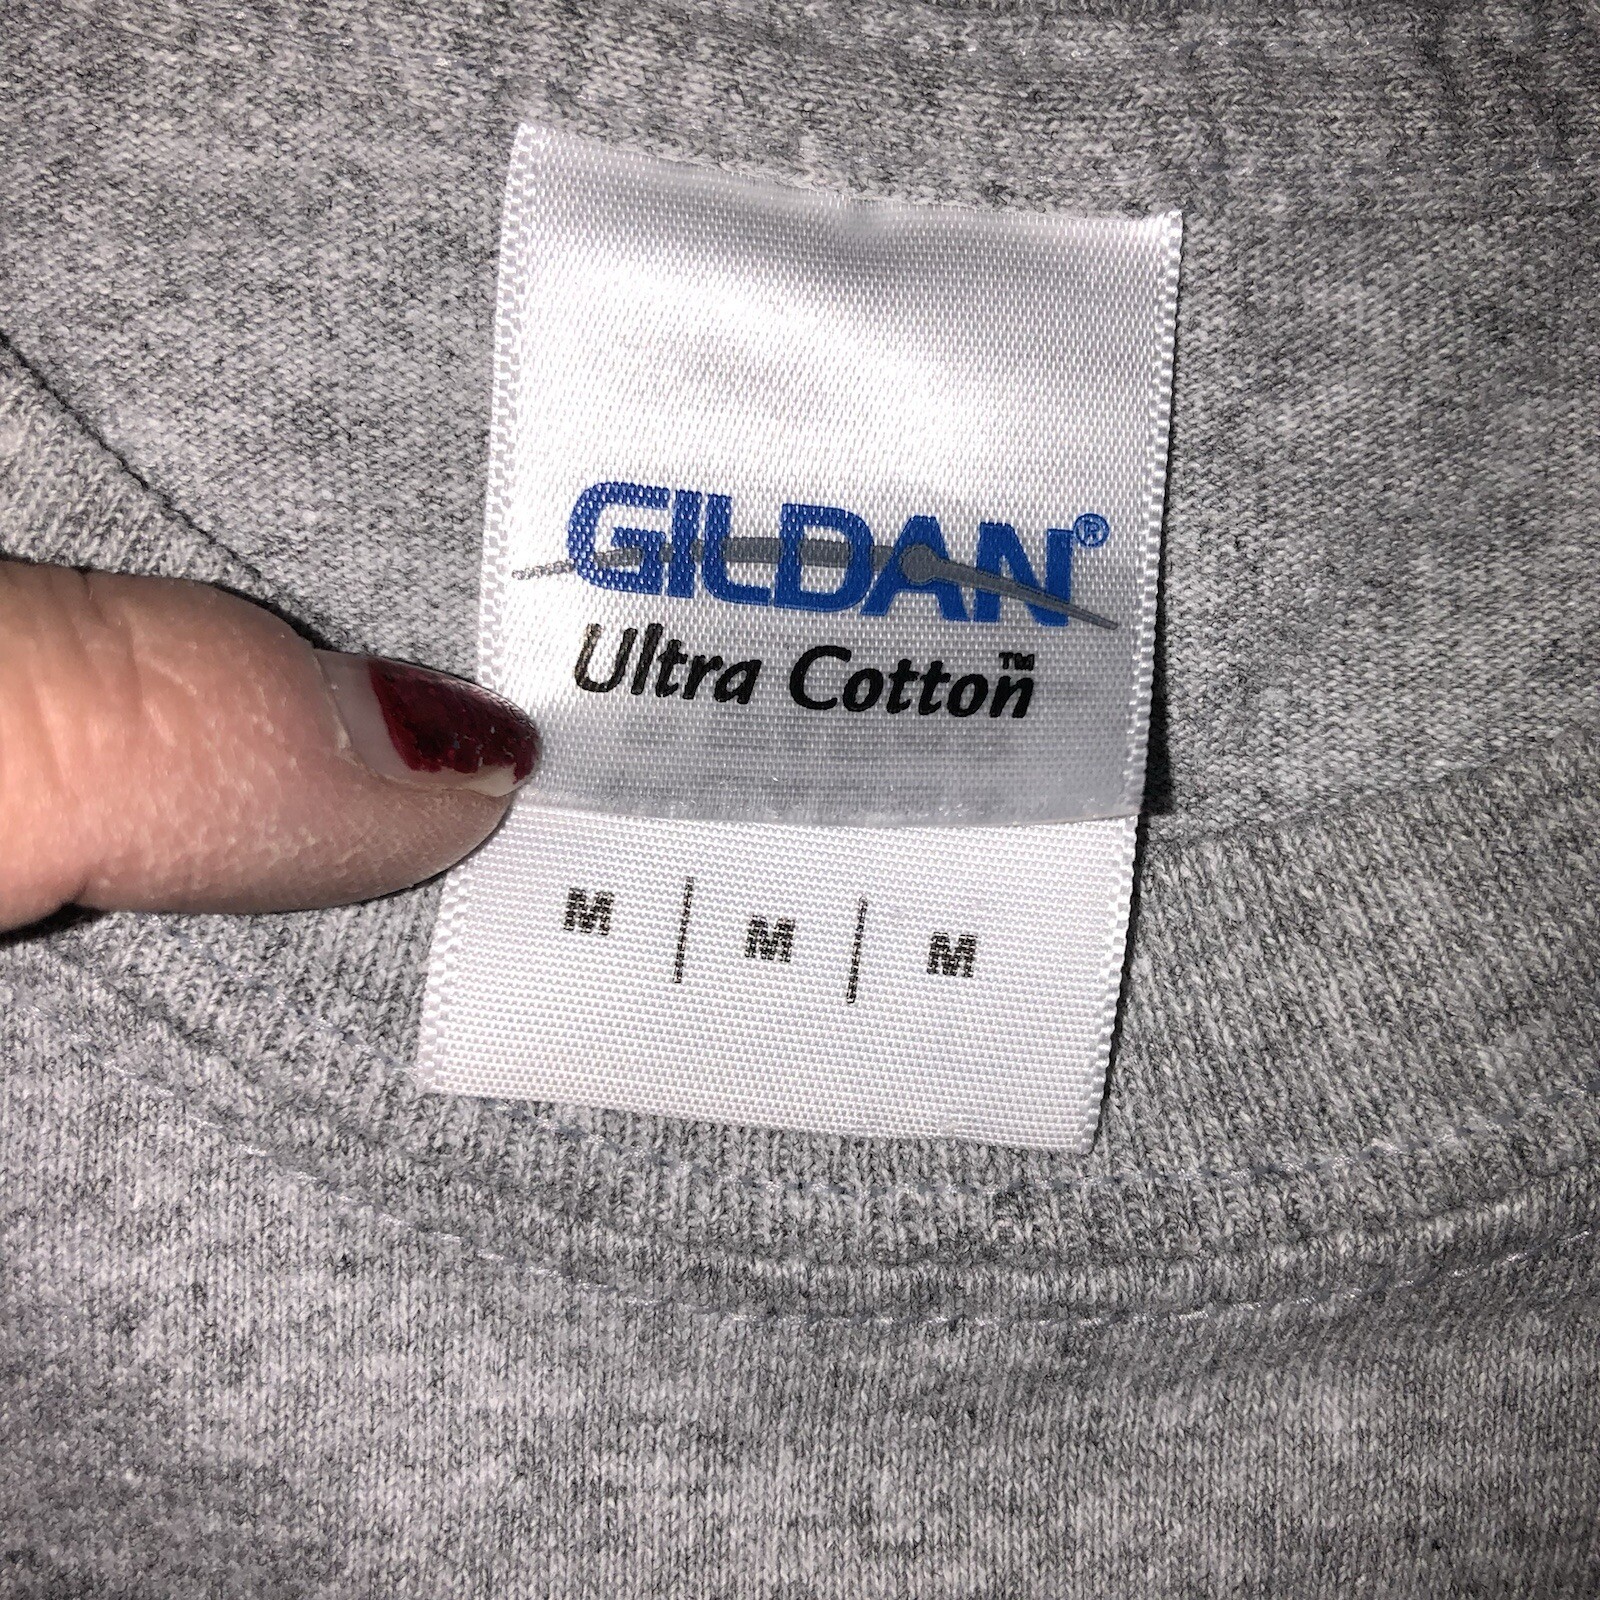 GILDAN®
Ultra Cotton™
M | M | M